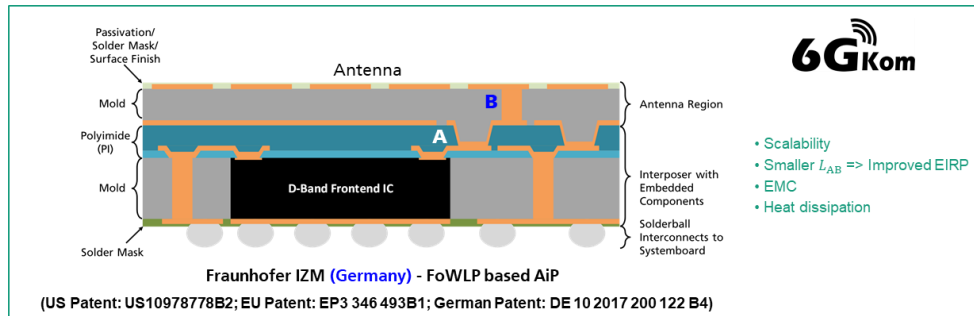 Passivation/
Solder Mask/
Surface Finish
Antenna
6GKom
Mold
B
Antenna Region
Polyimide
(PI)
A
• Scalability
• Smaller L_AB => Improved EIRP
• EMC
• Heat dissipation
Mold
D-Band Frontend IC
Interposer with
Embedded
Components
Solder Mask
Solderball
Interconnects to
Systemboard
Fraunhofer IZM (Germany) - FoWLP based AiP
(US Patent: US10978778B2; EU Patent: EP3 346 493B1; German Patent: DE 10 2017 200 122 B4)